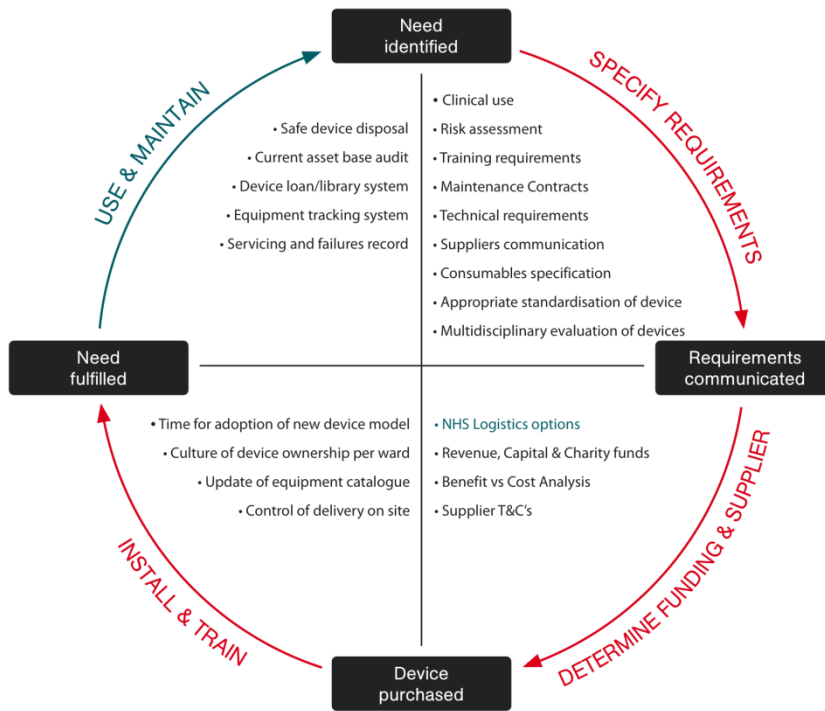 Need
identified
SPECIFY REQUIREMENTS
USE & MAINTAIN
• Clinical use
• Risk assessment
• Training requirements
• Maintenance Contracts
• Technical requirements
• Suppliers communication
• Consumables specification
• Appropriate standardisation of device
• Multidisciplinary evaluation of devices
• Safe device disposal
• Current asset base audit
• Device loan/library system
• Equipment tracking system
• Servicing and failures record
Need
fulfilled
Requirements
communicated
• Time for adoption of new device model
• Culture of device ownership per ward
• Update of equipment catalogue
• Control of delivery on site
• NHS Logistics options
• Revenue, Capital & Charity funds
• Benefit vs Cost Analysis
• Supplier T&C's
INSTALL & TRAIN
DETERMINE FUNDING & SUPPLIER
Device
purchased